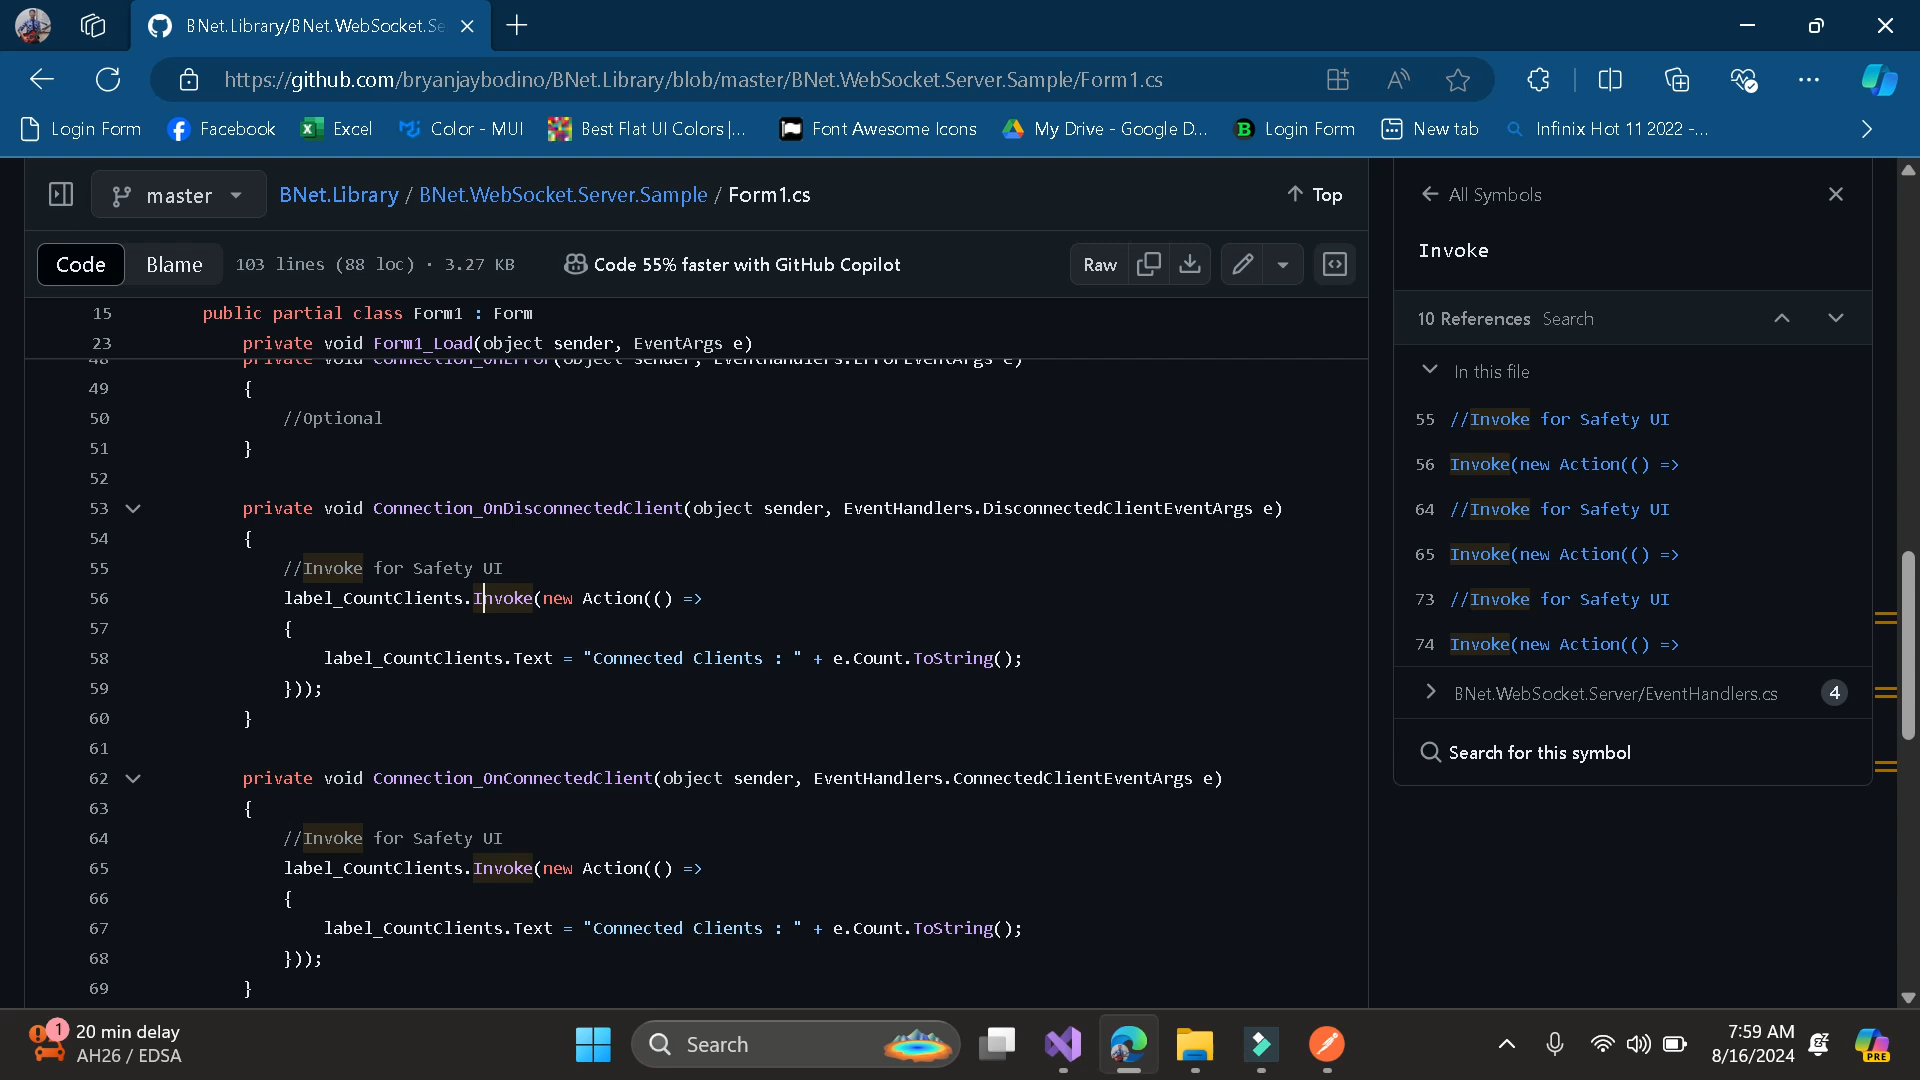 BNet.Library/BNet.WebSocket.Se
https://github.com/bryanjaybodino/BNet.Library/blob/master/BNet.WebSocket.Server.Sample/Form1.cs
Login Form Facebook Excel Color - MUI Best Flat UI Colors |... Font Awesome Icons My Drive - Google D... Login Form New tab Infinix Hot 11 2022 -...
master BNet.Library / BNet.WebSocket.Server.Sample / Form1.cs Top
Code Blame 103 lines (88 loc) · 3.27 KB Code 55% faster with GitHub Copilot Raw
15 public partial class Form1 : Form
23 private void Form1_Load(object sender, EventArgs e)
48 private void Connection_OnError(object sender, EventHandlers.ErrorEventArgs e)
49 {
50 //Optional
51 }
52
53 private void Connection_OnDisconnectedClient(object sender, EventHandlers.DisconnectedClientEventArgs e)
54 {
55 //Invoke for Safety UI
56 label_CountClients.Invoke(new Action(() =>
57 {
58 label_CountClients.Text = "Connected Clients : " + e.Count.ToString();
59 }));
60 }
61
62 private void Connection_OnConnectedClient(object sender, EventHandlers.ConnectedClientEventArgs e)
63 {
64 //Invoke for Safety UI
65 label_CountClients.Invoke(new Action(() =>
66 {
67 label_CountClients.Text = "Connected Clients : " + e.Count.ToString();
68 }));
69 }
All Symbols
Invoke
10 References Search
In this file
55 //Invoke for Safety UI
56 Invoke(new Action(() =>
64 //Invoke for Safety UI
65 Invoke(new Action(() =>
73 //Invoke for Safety UI
74 Invoke(new Action(() =>
BNet.WebSocket.Server/EventHandlers.cs 4
Search for this symbol
1 20 min delay
AH26 / EDSA
Search
7:59 AM
8/16/2024
PRE